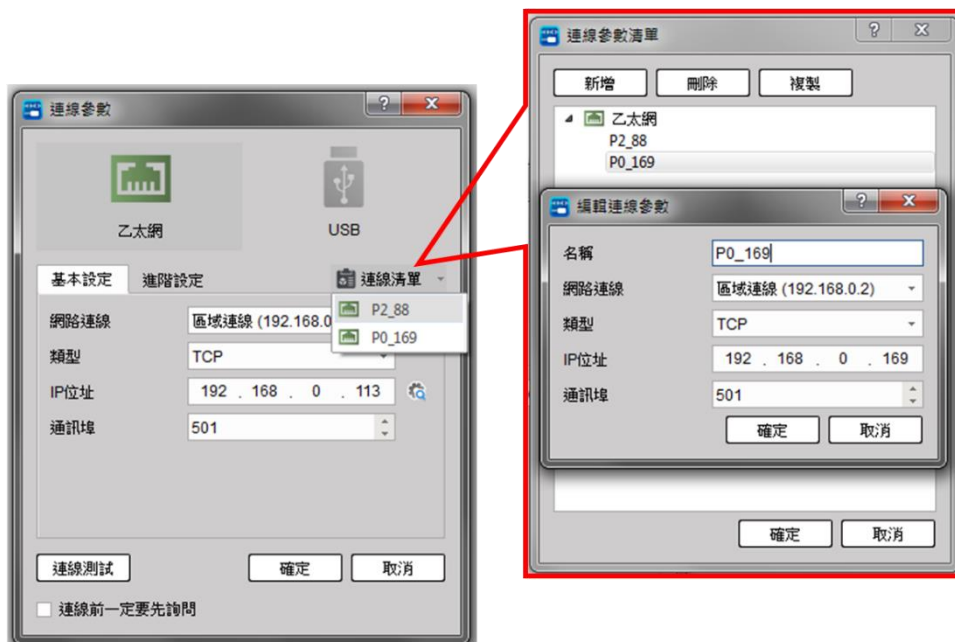 連線參數
乙太網
USB
基本設定
進階設定
連線清單
P2_88
P0_169
網路連線
區域連線 (192.168.0
類型
TCP
IP位址
192 . 168 . 0 . 113
通訊埠
501
連線測試
確定
取消
連線前一定要先詢問
連線參數清單
新增
刪除
複製
乙太網
P2_88
P0_169
編輯連線參數
名稱
P0_169
網路連線
區域連線 (192.168.0.2)
類型
TCP
IP位址
192 . 168 . 0 . 169
通訊埠
501
確定
取消
確定
取消